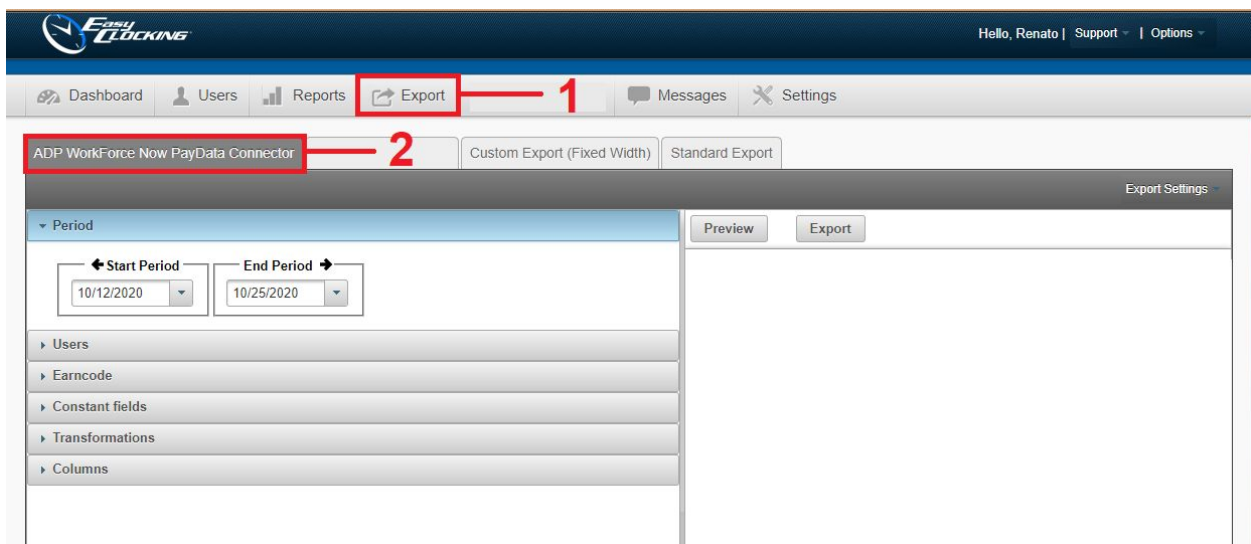 EASY CLOCKING
Hello, Renato | Support | Options
Dashboard Users Reports Export 1 Messages Settings
ADP WorkForce Now PayData Connector 2 Custom Export (Fixed Width) Standard Export
Export Settings
Period
Preview Export
Start Period End Period
10/12/2020 10/25/2020
Users
Earncode
Constant fields
Transformations
Columns